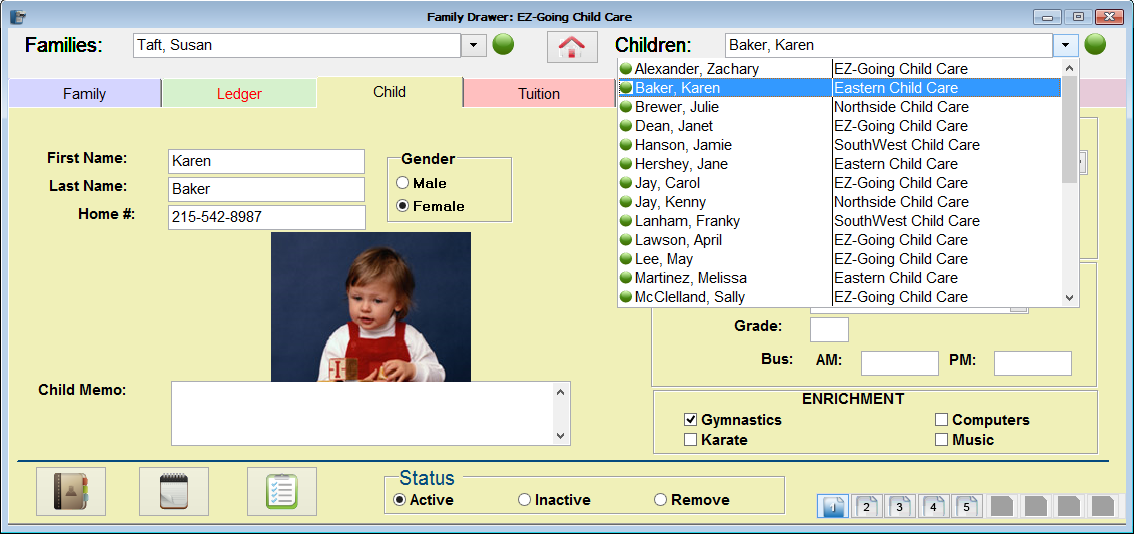 Family Drawer: EZ-Going Child Care
Families: Taft, Susan Children: Baker, Karen
Family Ledger Child Tuition
Alexander, Zachary EZ-Going Child Care
Baker, Karen Eastern Child Care
Brewer, Julie Northside Child Care
Dean, Janet EZ-Going Child Care
Hanson, Jamie SouthWest Child Care
Hershey, Jane Eastern Child Care
Jay, Carol EZ-Going Child Care
Jay, Kenny Northside Child Care
Lanham, Franky SouthWest Child Care
Lawson, April EZ-Going Child Care
Lee, May EZ-Going Child Care
Martinez, Melissa Eastern Child Care
McClelland, Sally EZ-Going Child Care
First Name: Karen
Last Name: Baker
Home #: 215-542-8987
Gender
Male
Female
Child Memo:
Grade:
Bus: AM: PM:
ENRICHMENT
Gymnastics Computers
Karate Music
Status
Active Inactive Remove
1 2 3 4 5